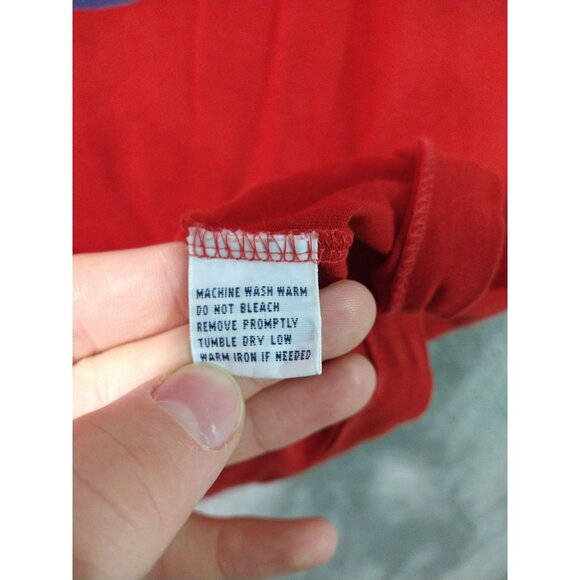 MACHINE WASH WARM
DO NOT BLEACH
REMOVE PROMPTLY
TUMBLE DRY LOW
WARM IRON IF NEEDED